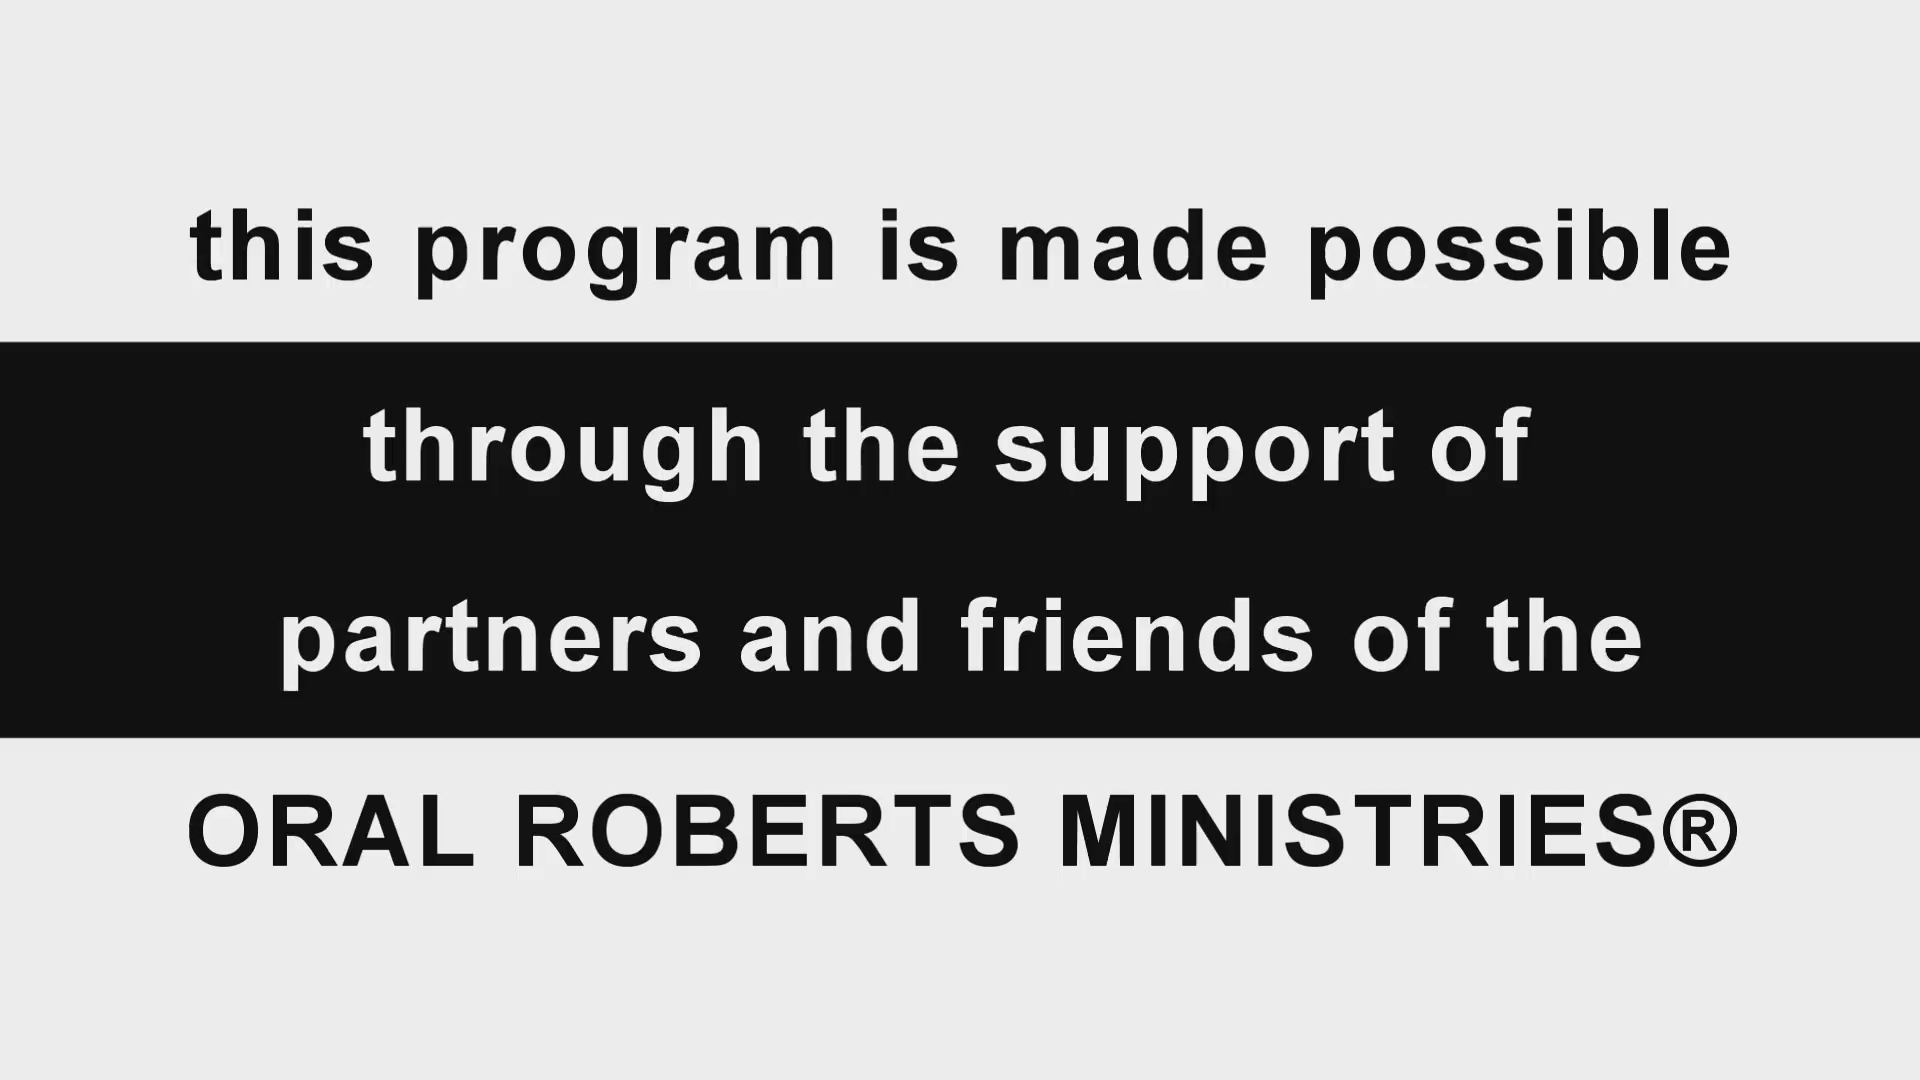 this program is made possible
through the support of
partners and friends of the
ORAL ROBERTS MINISTRIES®